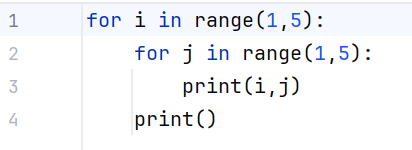 1 for i in range(1,5):
2     for j in range(1,5):
3         print(i,j)
4     print()